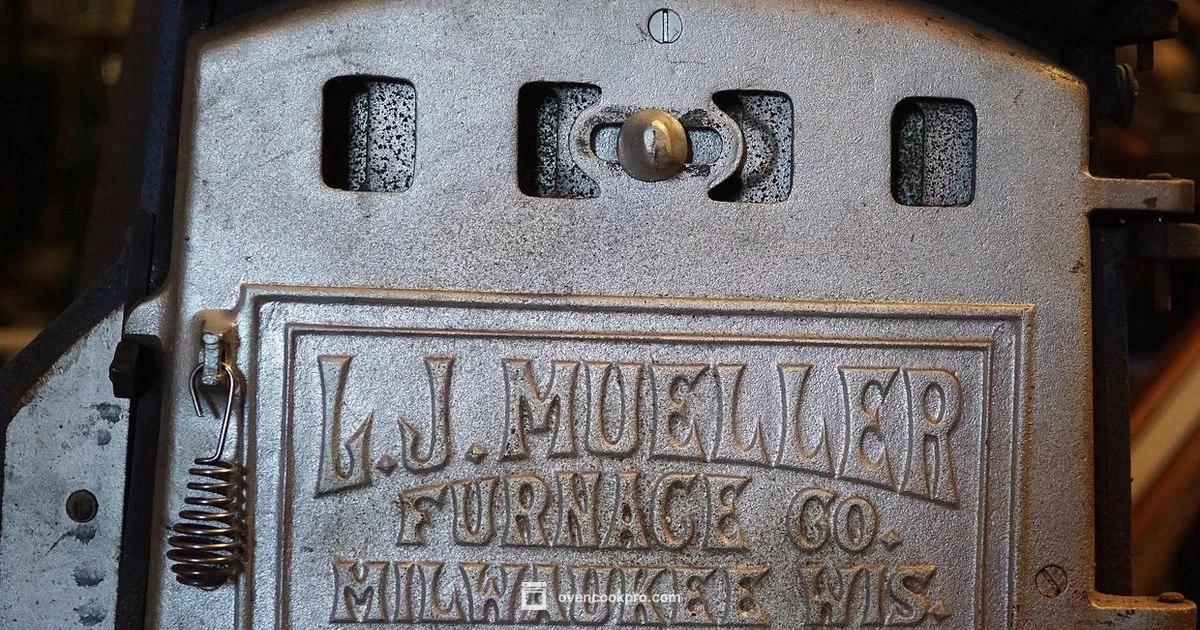 L.J. MUELLER
FURNACE CO.
MILWAUKEE WIS.
ovencookpro.com